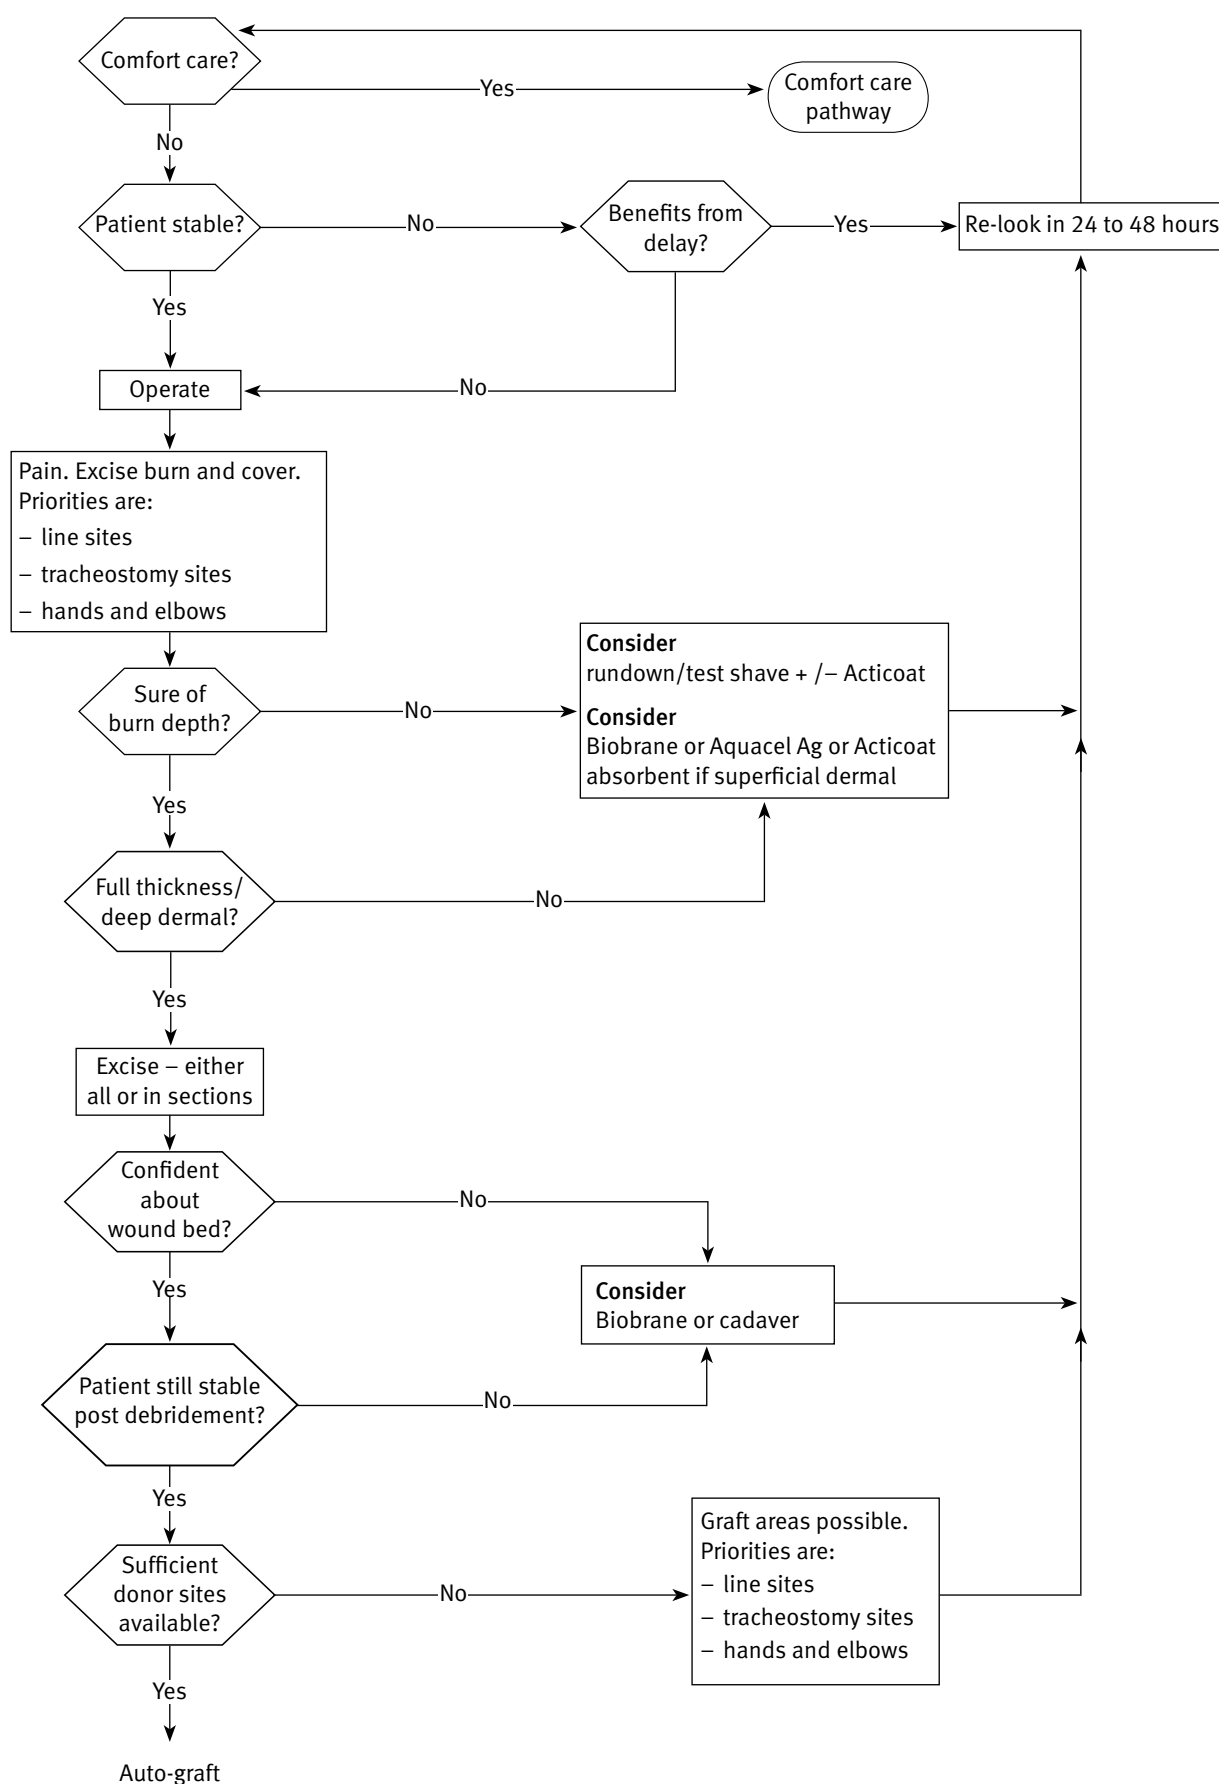 Comfort care?
Yes
Comfort care
pathway
No
Patient stable?
No
Benefits from
delay?
Yes
Re-look in 24 to 48 hours
Yes
Operate
No
Pain. Excise burn and cover.
Priorities are:
– line sites
– tracheostomy sites
– hands and elbows
Sure of
burn depth?
No
Consider
rundown/test shave + /– Acticoat
Consider
Biobrane or Aquacel Ag or Acticoat
absorbent if superficial dermal
Yes
Full thickness/
deep dermal?
No
Yes
Excise – either
all or in sections
Confident
about
wound bed?
No
Yes
Consider
Biobrane or cadaver
Patient still stable
post debridement?
No
Yes
Sufficient
donor sites
available?
No
Graft areas possible.
Priorities are:
– line sites
– tracheostomy sites
– hands and elbows
Yes
Auto-graft